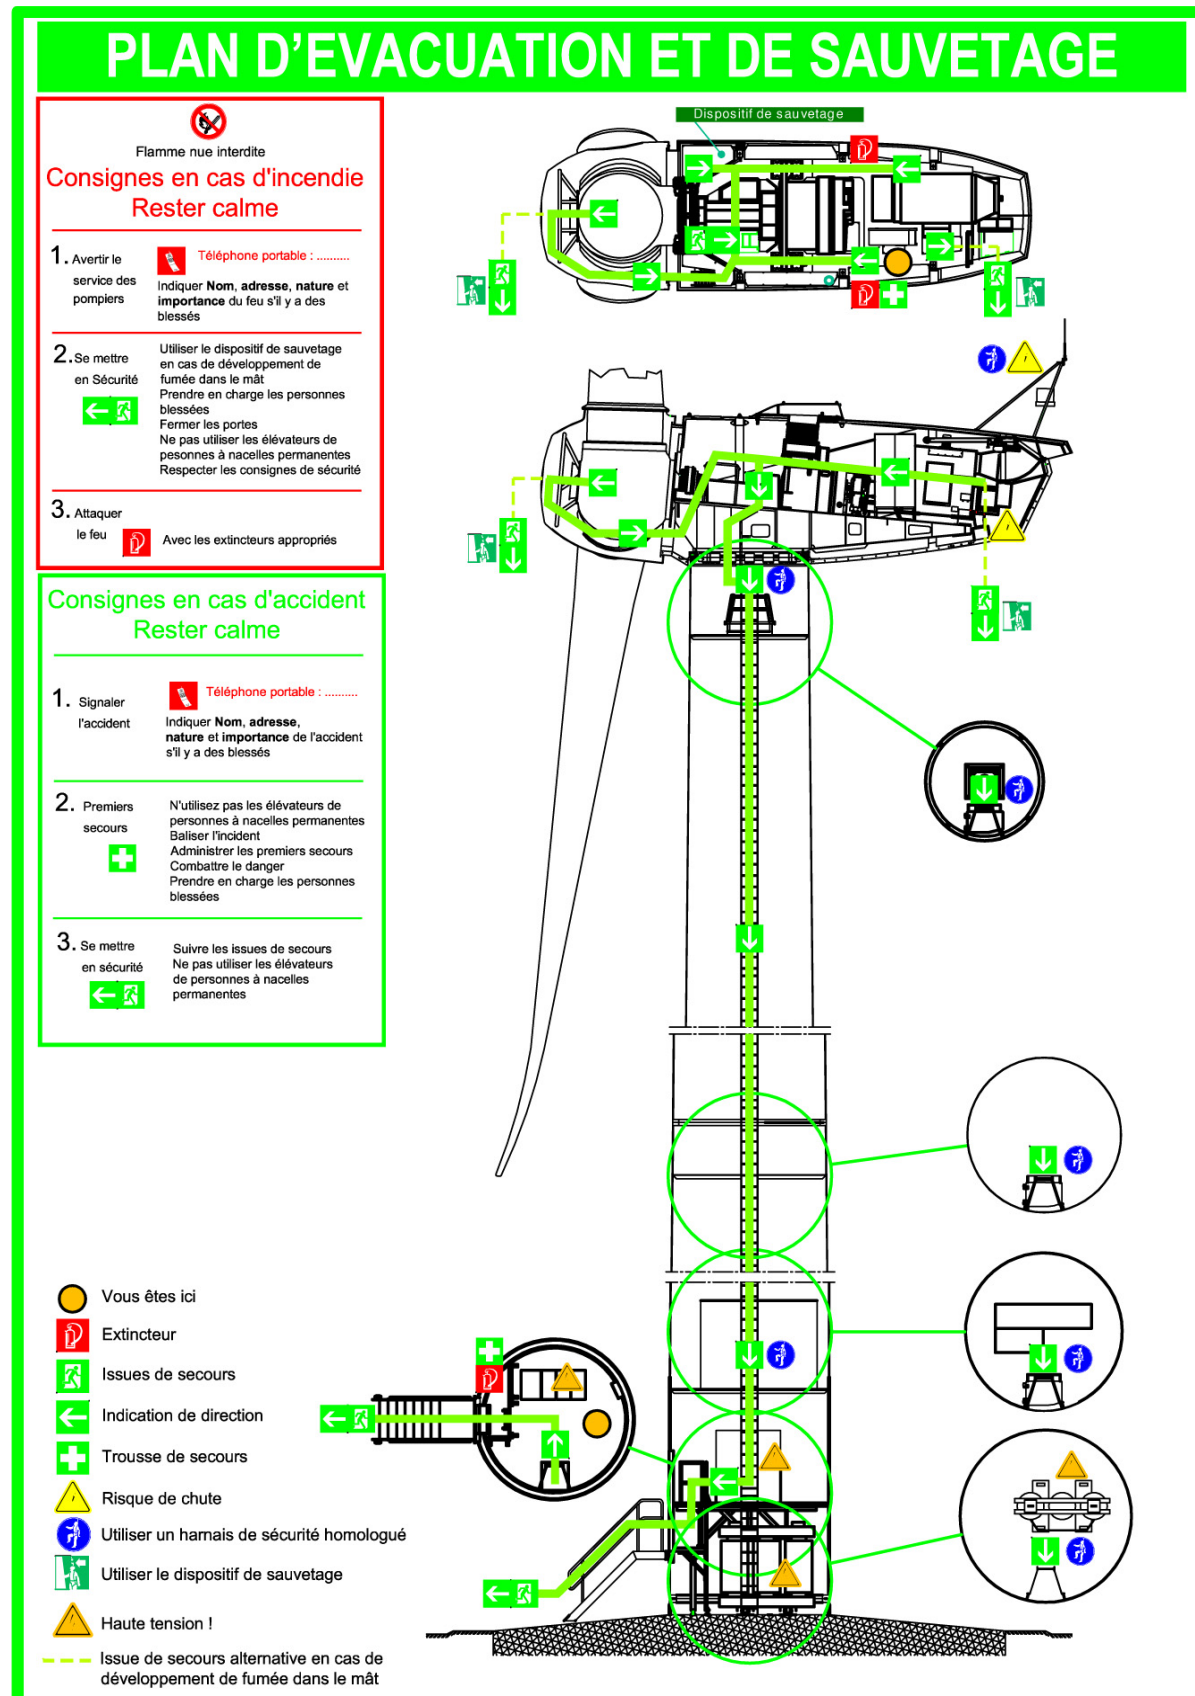 PLAN D'EVACUATION ET DE SAUVETAGE
Flamme nue interdite
Consignes en cas d'incendie
Rester calme
1. Avertir le
service des
pompiers
Téléphone portable : ..........
Indiquer Nom, adresse, nature et
importance du feu s'il y a des
blessés
2. Se mettre
en Sécurité
Utiliser le dispositif de sauvetage
en cas de développement de
fumée dans le mât
Prendre en charge les personnes
blessées
Fermer les portes
Ne pas utiliser les élévateurs de
pesonnes à nacelles permanentes
Respecter les consignes de sécurité
3. Attaquer
le feu
Avec les extincteurs appropriés
Consignes en cas d'accident
Rester calme
1. Signaler
l'accident
Téléphone portable : ..........
Indiquer Nom, adresse,
nature et importance de l'accident
s'il y a des blessés
2. Premiers
secours
N'utilisez pas les élévateurs de
personnes à nacelles permanentes
Baliser l'incident
Administrer les premiers secours
Combattre le danger
Prendre en charge les personnes
blessées
3. Se mettre
en sécurité
Suivre les issues de secours
Ne pas utiliser les élévateurs
de personnes à nacelles
permanentes
Dispositif de sauvetage
Vous êtes ici
Extincteur
Issues de secours
Indication de direction
Trousse de secours
Risque de chute
Utiliser un harnais de sécurité homologué
Utiliser le dispositif de sauvetage
Haute tension !
Issue de secours alternative en cas de
développement de fumée dans le mât